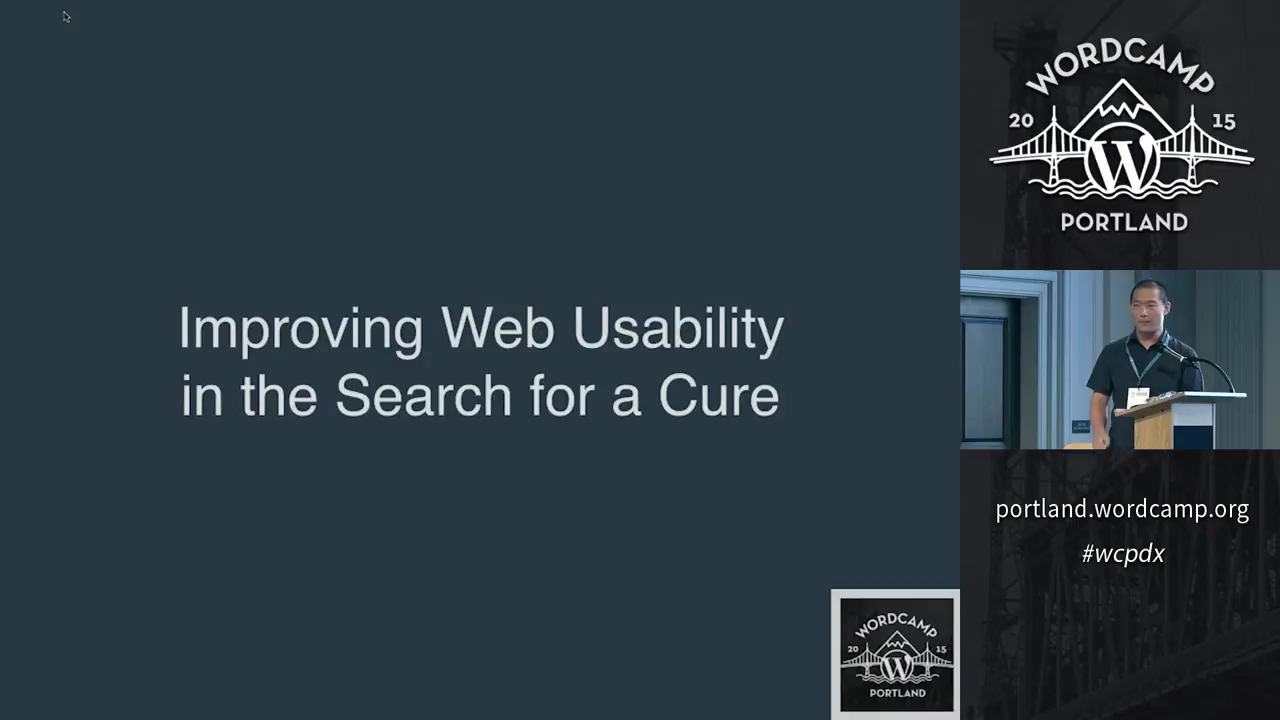 Improving Web Usability
in the Search for a Cure
WORDCAMP
20 15
W
PORTLAND
portland.wordcamp.org
#wcpdx
WORDCAMP
20 15
W
PORTLAND